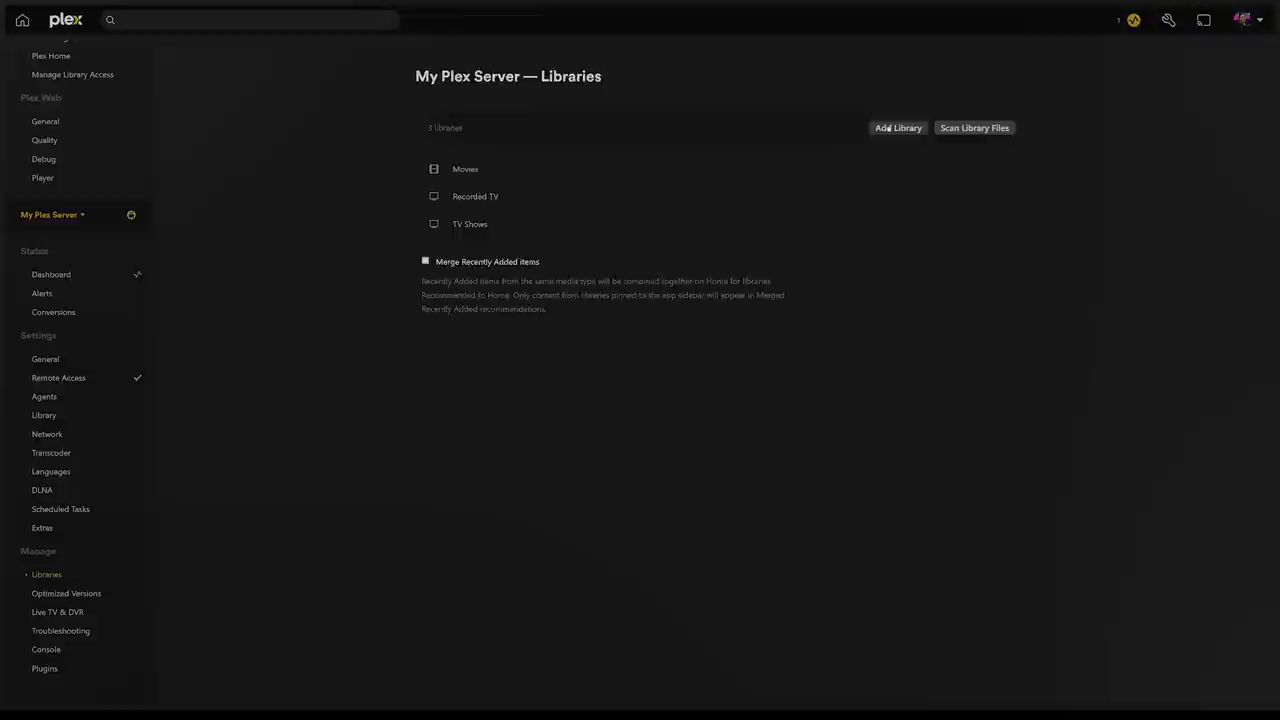 plex
1
Plex Home
Manage Library Access
Plex Web
General
Quality
Debug
Player
My Plex Server
Status
Dashboard
Alerts
Conversions
Settings
General
Remote Access
Agents
Library
Network
Transcoder
Languages
DLNA
Scheduled Tasks
Extras
Manage
Libraries
Optimized Versions
Live TV & DVR
Troubleshooting
Console
Plugins
My Plex Server — Libraries
3 libraries
Add Library
Scan Library Files
Movies
Recorded TV
TV Shows
Merge Recently Added items
Recently Added items from the same media type will be combined together on Home for libraries
Recommended to Home. Only content from libraries pinned to the app sidebar will appear in Merged
Recently Added recommendations.